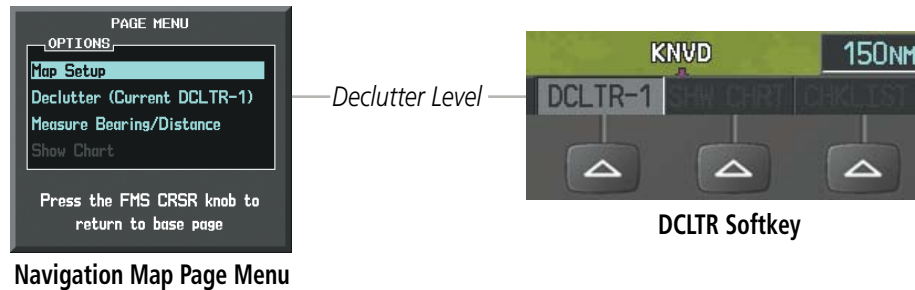 PAGE MENU
OPTIONS
Map Setup
Declutter (Current DCLTR-1)
Measure Bearing/Distance
Show Chart
Press the FMS CRSR knob to
return to base page
Navigation Map Page Menu
Declutter Level
KNVD
150NM
DCLTR-1 SHW CHRT CHKLIST
DCLTR Softkey